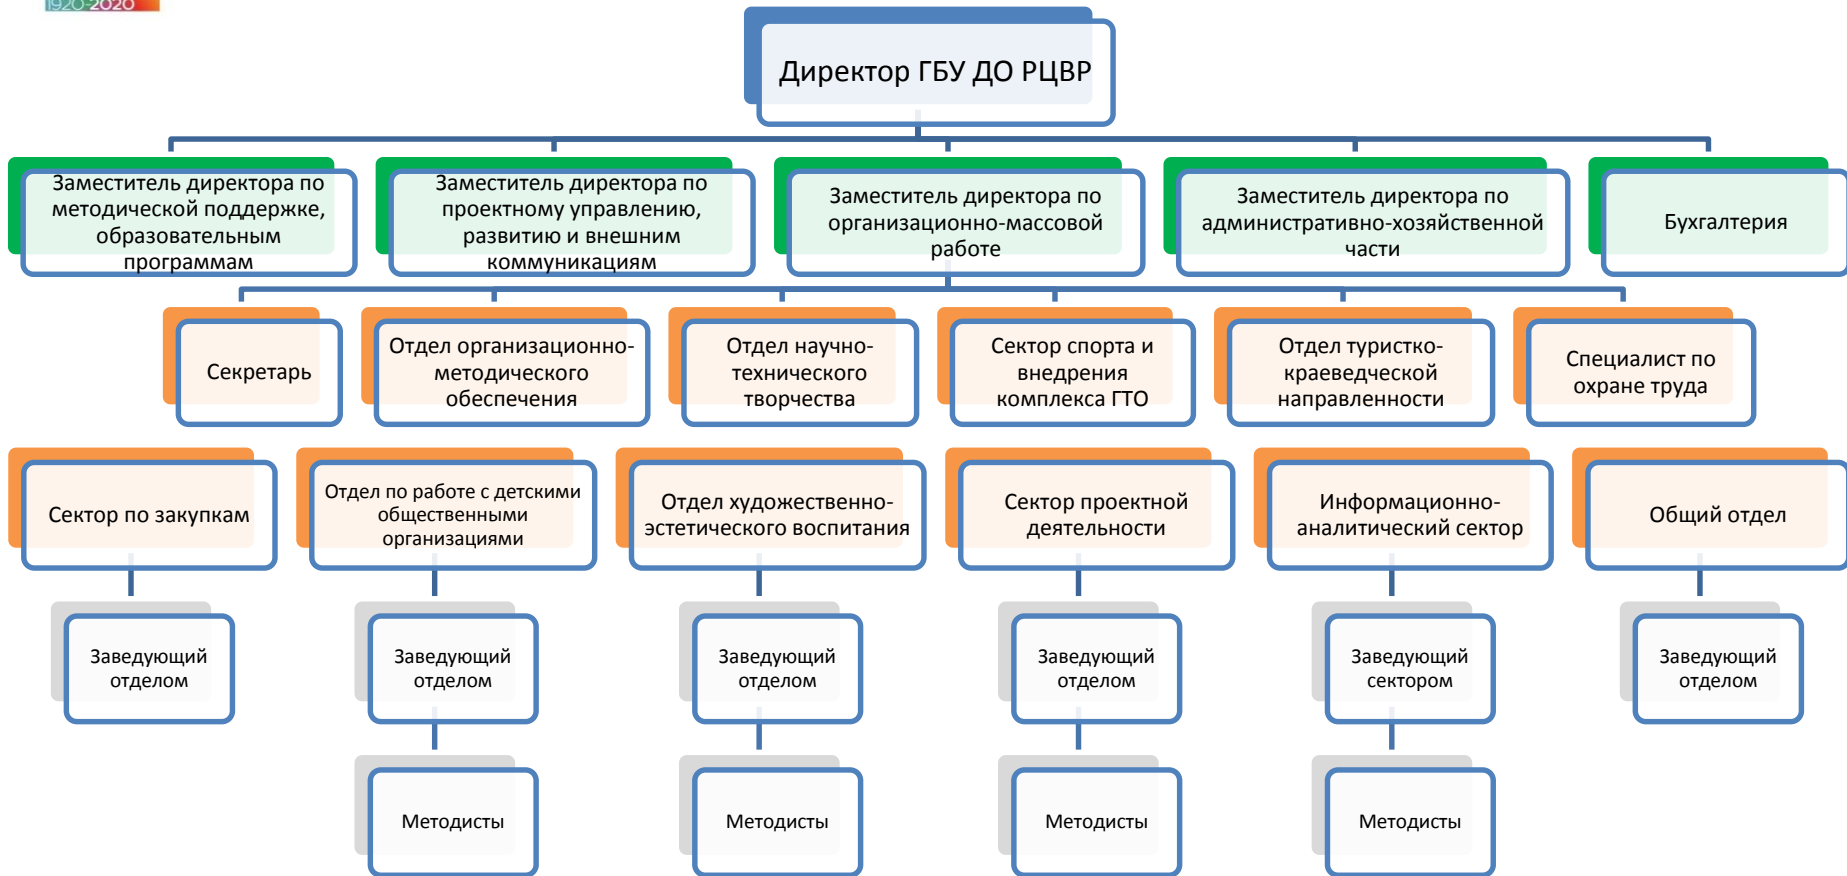 1920-2020
Директор ГБУ ДО РЦВР
Заместитель директора по
методической поддержке,
образовательным
программам
Заместитель директора по
проектному управлению,
развитию и внешним
коммуникациям
Заместитель директора по
организационно-массовой
работе
Заместитель директора по
административно-хозяйственной
части
Бухгалтерия
Секретарь
Отдел организационно-
методического
обеспечения
Отдел научно-
технического
творчества
Сектор спорта и
внедрения
комплекса ГТО
Отдел туристко-
краеведческой
направленности
Специалист по
охране труда
Сектор по закупкам
Отдел по работе с детскими
общественными
организациями
Отдел художественно-
эстетического воспитания
Сектор проектной
деятельности
Информационно-
аналитический сектор
Общий отдел
Заведующий
отделом
Заведующий
отделом
Заведующий
отделом
Заведующий
отделом
Заведующий
сектором
Заведующий
отделом
Методисты
Методисты
Методисты
Методисты